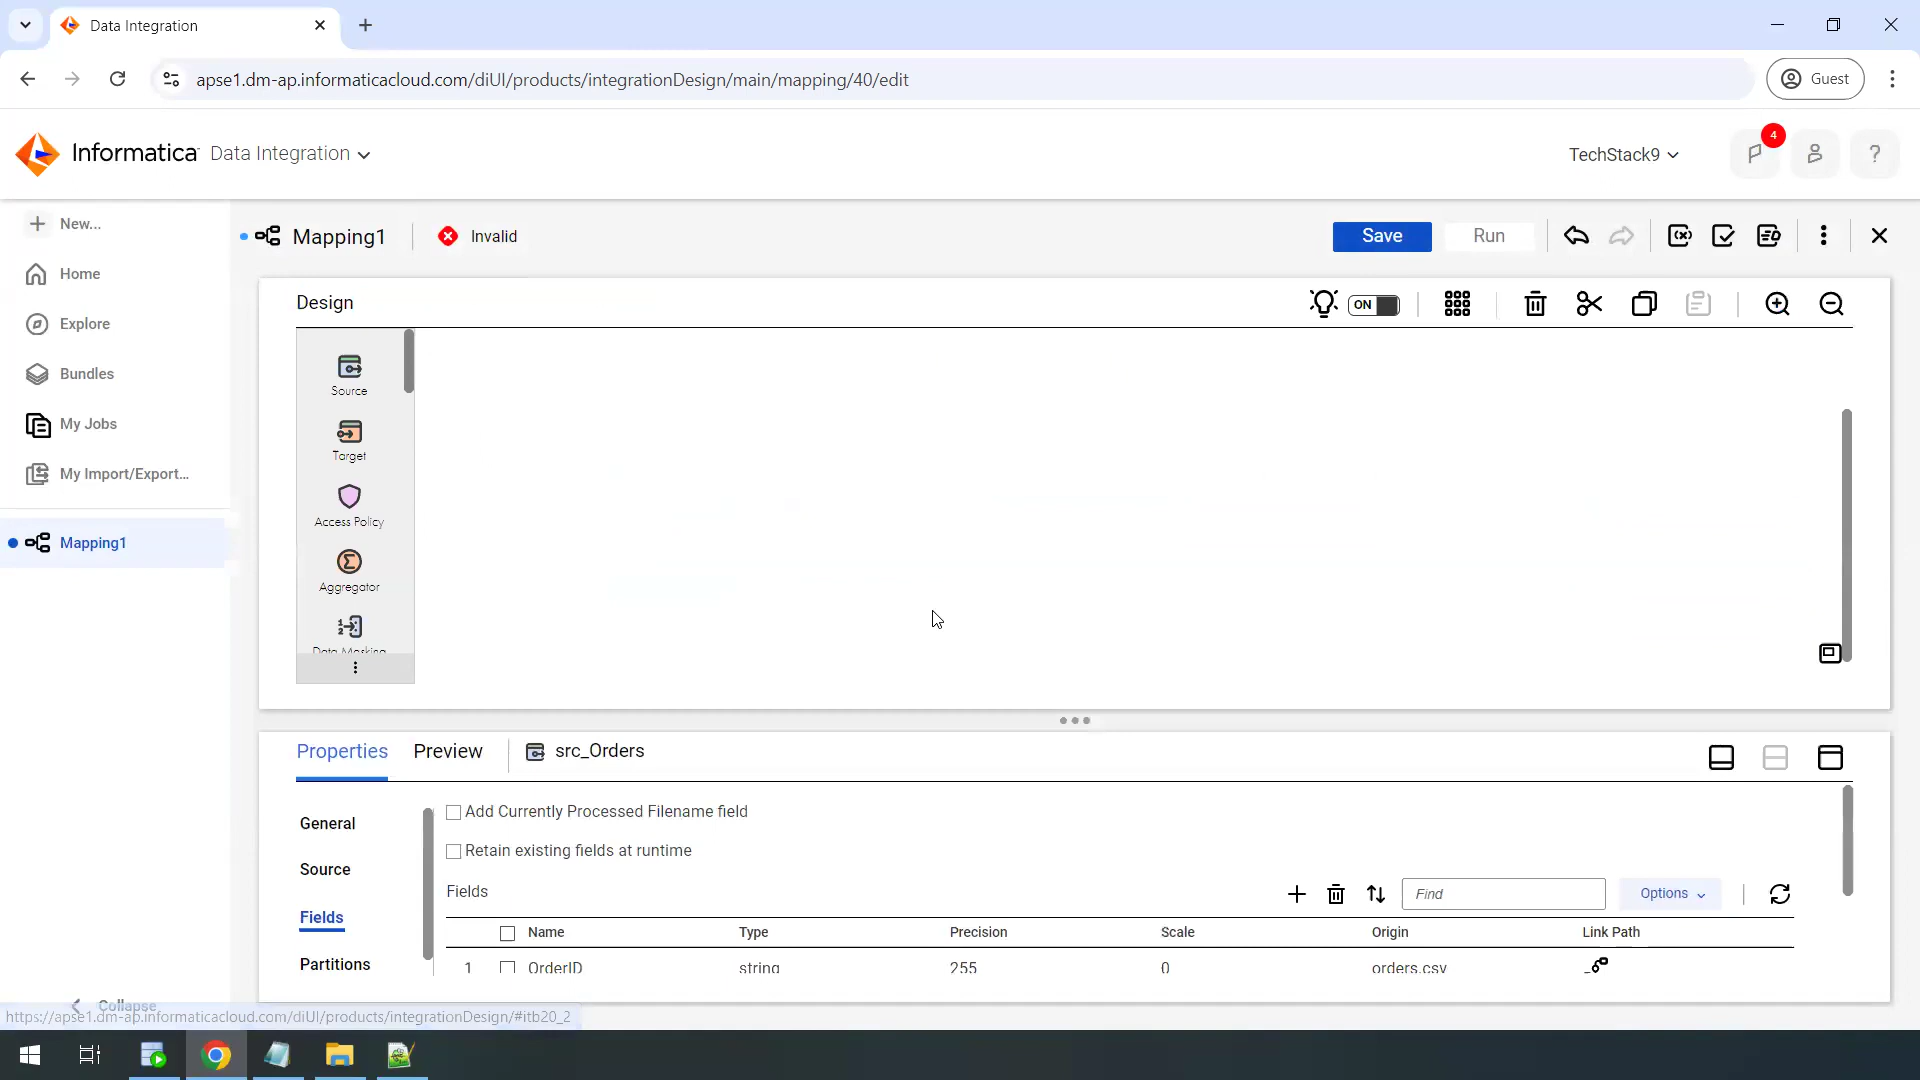 Data Integration
apse1.dm-ap.informaticacloud.com/diUI/products/integrationDesign/main/mapping/40/edit
Guest
Informatica Data Integration
TechStack9
4
?
New...
Home
Explore
Bundles
My Jobs
My Import/Export...
Mapping1
Collapse
Mapping1
Invalid
Save
Run
Design
ON
Source
Target
Access Policy
Aggregator
Data Masking
Properties
Preview
src_Orders
General
Source
Fields
Partitions
Add Currently Processed Filename field
Retain existing fields at runtime
Fields
Find
Options
Name Type Precision Scale Origin Link Path
1 OrderID string 255 0 orders.csv
https://apse1.dm-ap.informaticacloud.com/diUI/products/integrationDesign/#itb20_2